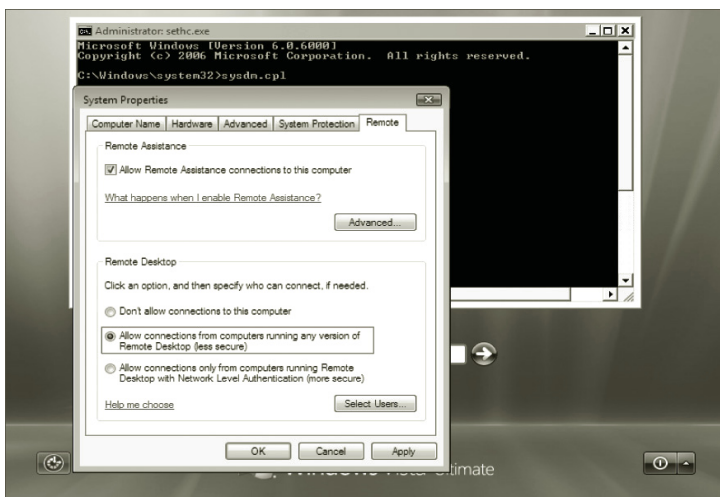 Administrator: sethc.exe
Microsoft Windows [Version 6.0.6000]
Copyright (c) 2006 Microsoft Corporation. All rights reserved.
C:\Windows\system32>sysdm.cpl
System Properties
Computer Name Hardware Advanced System Protection Remote
Remote Assistance
Allow Remote Assistance connections to this computer
What happens when I enable Remote Assistance?
Advanced...
Remote Desktop
Click an option, and then specify who can connect, if needed.
Don't allow connections to this computer
Allow connections from computers running any version of
Remote Desktop (less secure)
Allow connections only from computers running Remote
Desktop with Network Level Authentication (more secure)
Help me choose
Select Users...
OK Cancel Apply